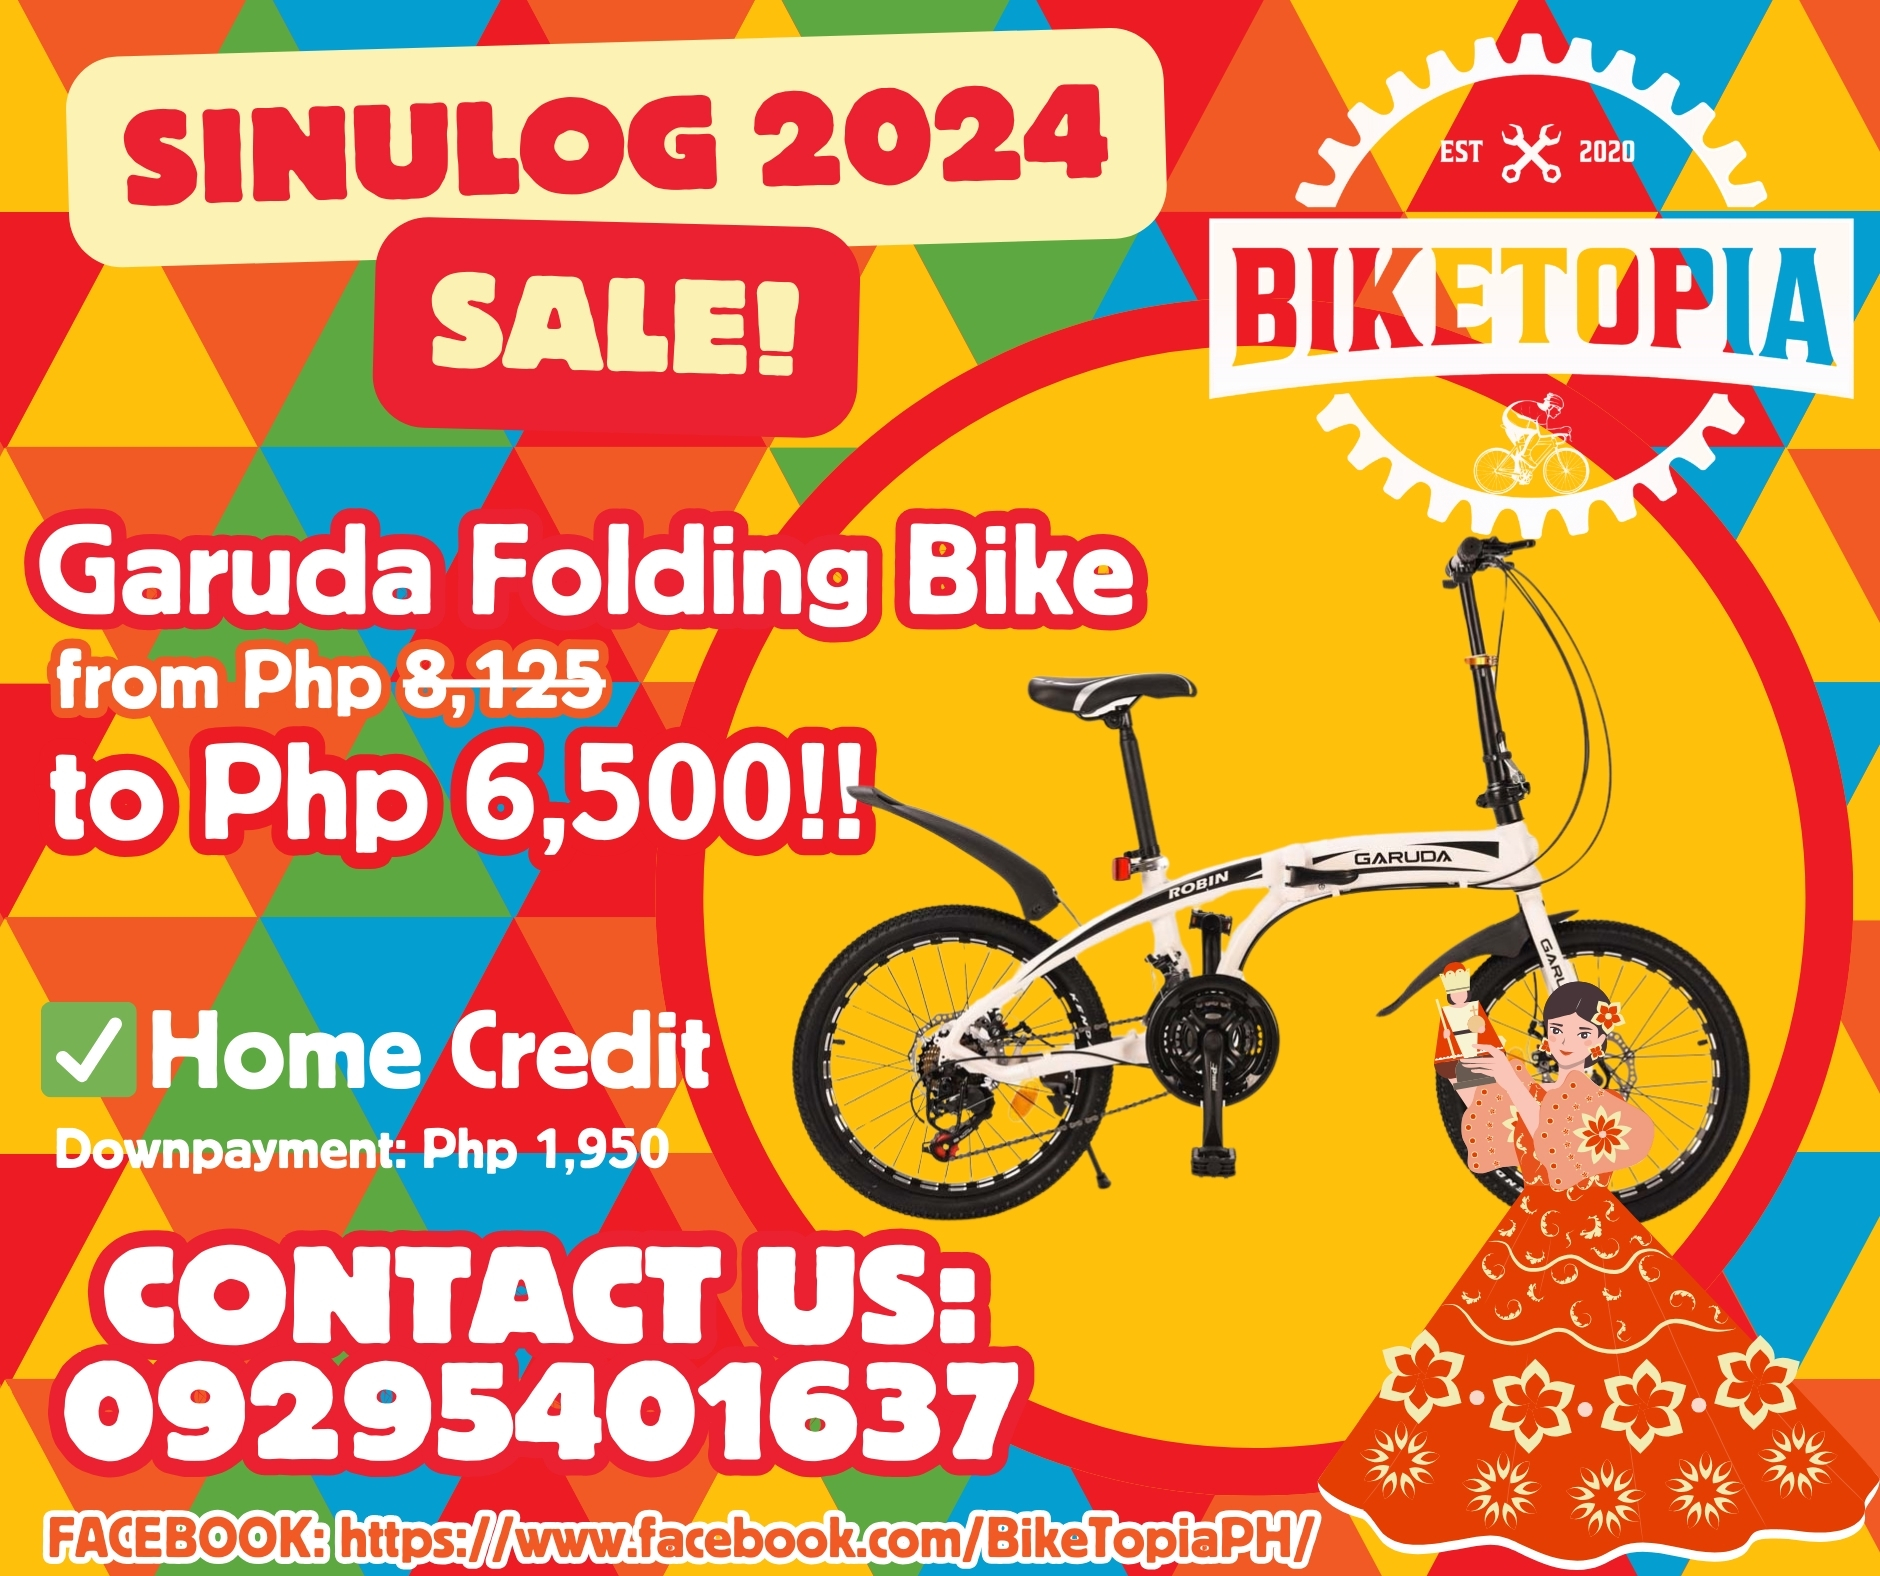 SINULOG 2024
SALE!
EST 2020
BIKETOPIA
Garuda Folding Bike
from Php 8,125
to Php 6,500!!
GARUDA
ROBIN
GARU
Home Credit
Downpayment: Php 1,950
CONTACT US:
09295401637
FACEBOOK: https://www.facebook.com/BikeTopiaPH/